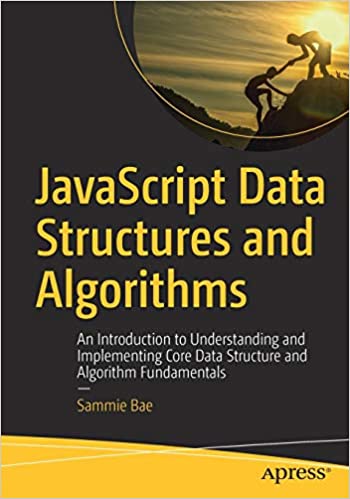 JavaScript Data
Structures and
Algorithms
An Introduction to Understanding and
Implementing Core Data Structure and
Algorithm Fundamentals
—
Sammie Bae
Apress®